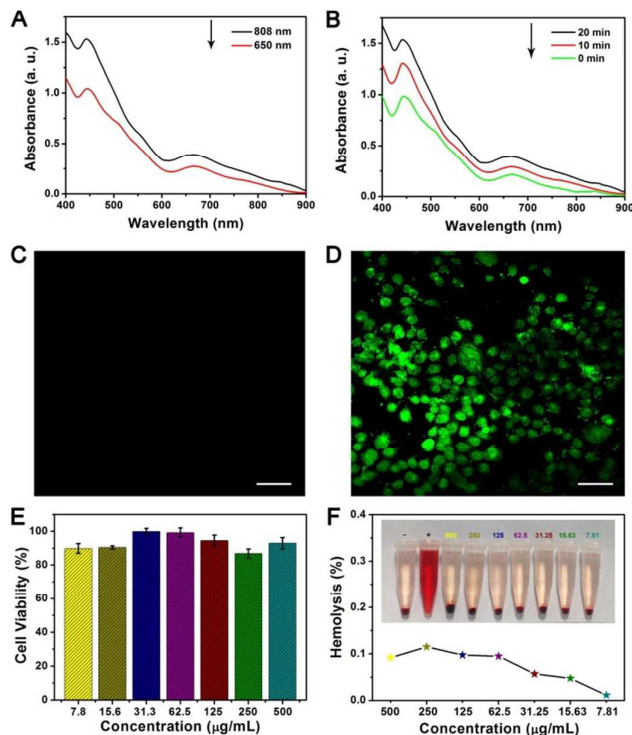 A
808 nm
650 nm
Absorbance (a. u.)
1.5
1.0
0.5
0.0
400 500 600 700 800 900
Wavelength (nm)
B
20 min
10 min
0 min
Absorbance (a. u.)
1.5
1.0
0.5
0.0
400 500 600 700 800 900
Wavelength (nm)
C
D
E
Cell Viability (%)
100
80
60
40
20
0
7.8 15.6 31.3 62.5 125 250 500
Concentration (μg/mL)
F
Hemolysis (%)
0.4
0.3
0.2
0.1
0.0
− + 500 250 125 62.5 31.25 15.63 7.81
500 250 125 62.5 31.25 15.63 7.81
Concentration (μg/mL)